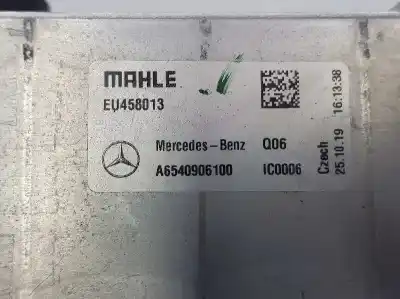 MAHLE
EU458013
Mercedes-Benz Q06
A6540906100 IC0006
Czech
25.10.19 16:13:38